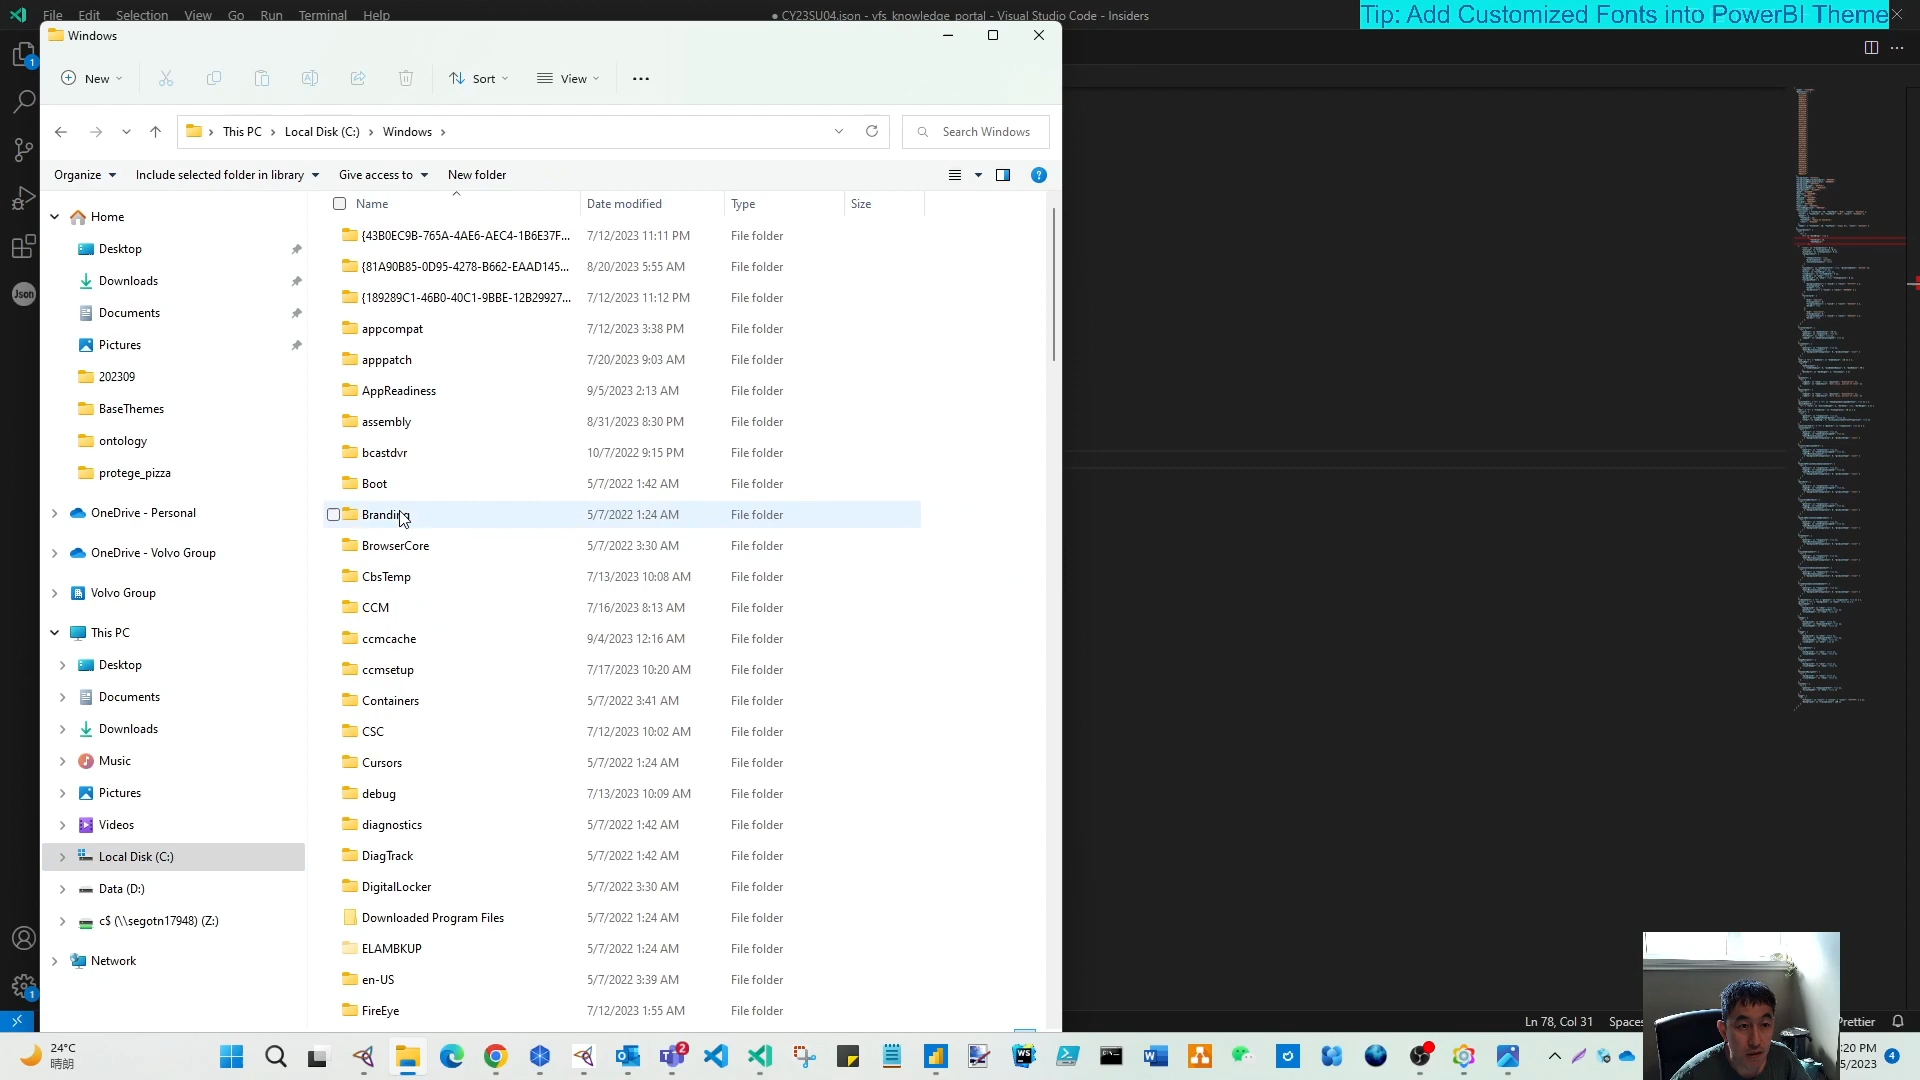 File Edit Selection View Go Run Terminal Help
● CY23SU04.json - vfs_knowledge_portal - Visual Studio Code - Insiders
Tip: Add Customized Fonts into PowerBI Theme
Windows
New
Sort
View
This PC > Local Disk (C:) > Windows >
Search Windows
Organize
Include selected folder in library
Give access to
New folder
Name Date modified Type Size
{43B0EC9B-765A-4AE6-AEC4-1B6E37F... 7/12/2023 11:11 PM File folder
{81A90B85-0D95-4278-B662-EAAD145... 8/20/2023 5:55 AM File folder
{189289C1-46B0-40C1-9BBE-12B29927... 7/12/2023 11:12 PM File folder
appcompat 7/12/2023 3:38 PM File folder
apppatch 7/20/2023 9:03 AM File folder
AppReadiness 9/5/2023 2:13 AM File folder
assembly 8/31/2023 8:30 PM File folder
bcastdvr 10/7/2022 9:15 PM File folder
Boot 5/7/2022 1:42 AM File folder
Branding 5/7/2022 1:24 AM File folder
BrowserCore 5/7/2022 3:30 AM File folder
CbsTemp 7/13/2023 10:08 AM File folder
CCM 7/16/2023 8:13 AM File folder
ccmcache 9/4/2023 12:16 AM File folder
ccmsetup 7/17/2023 10:20 AM File folder
Containers 5/7/2022 3:41 AM File folder
CSC 7/12/2023 10:02 AM File folder
Cursors 5/7/2022 1:24 AM File folder
debug 7/13/2023 10:09 AM File folder
diagnostics 5/7/2022 1:42 AM File folder
DiagTrack 5/7/2022 1:42 AM File folder
DigitalLocker 5/7/2022 3:30 AM File folder
Downloaded Program Files 5/7/2022 1:24 AM File folder
ELAMBKUP 5/7/2022 1:24 AM File folder
en-US 5/7/2022 3:39 AM File folder
FireEye 7/12/2023 1:55 AM File folder
Home
Desktop
Downloads
Documents
Pictures
202309
BaseThemes
ontology
protege_pizza
OneDrive - Personal
OneDrive - Volvo Group
Volvo Group
This PC
Desktop
Documents
Downloads
Music
Pictures
Videos
Local Disk (C:)
Data (D:)
c$ (\\segotn17948) (Z:)
Network
Json
Ln 78, Col 31 Spaces Prettier
24°C
晴朗
:20 PM
5/2023